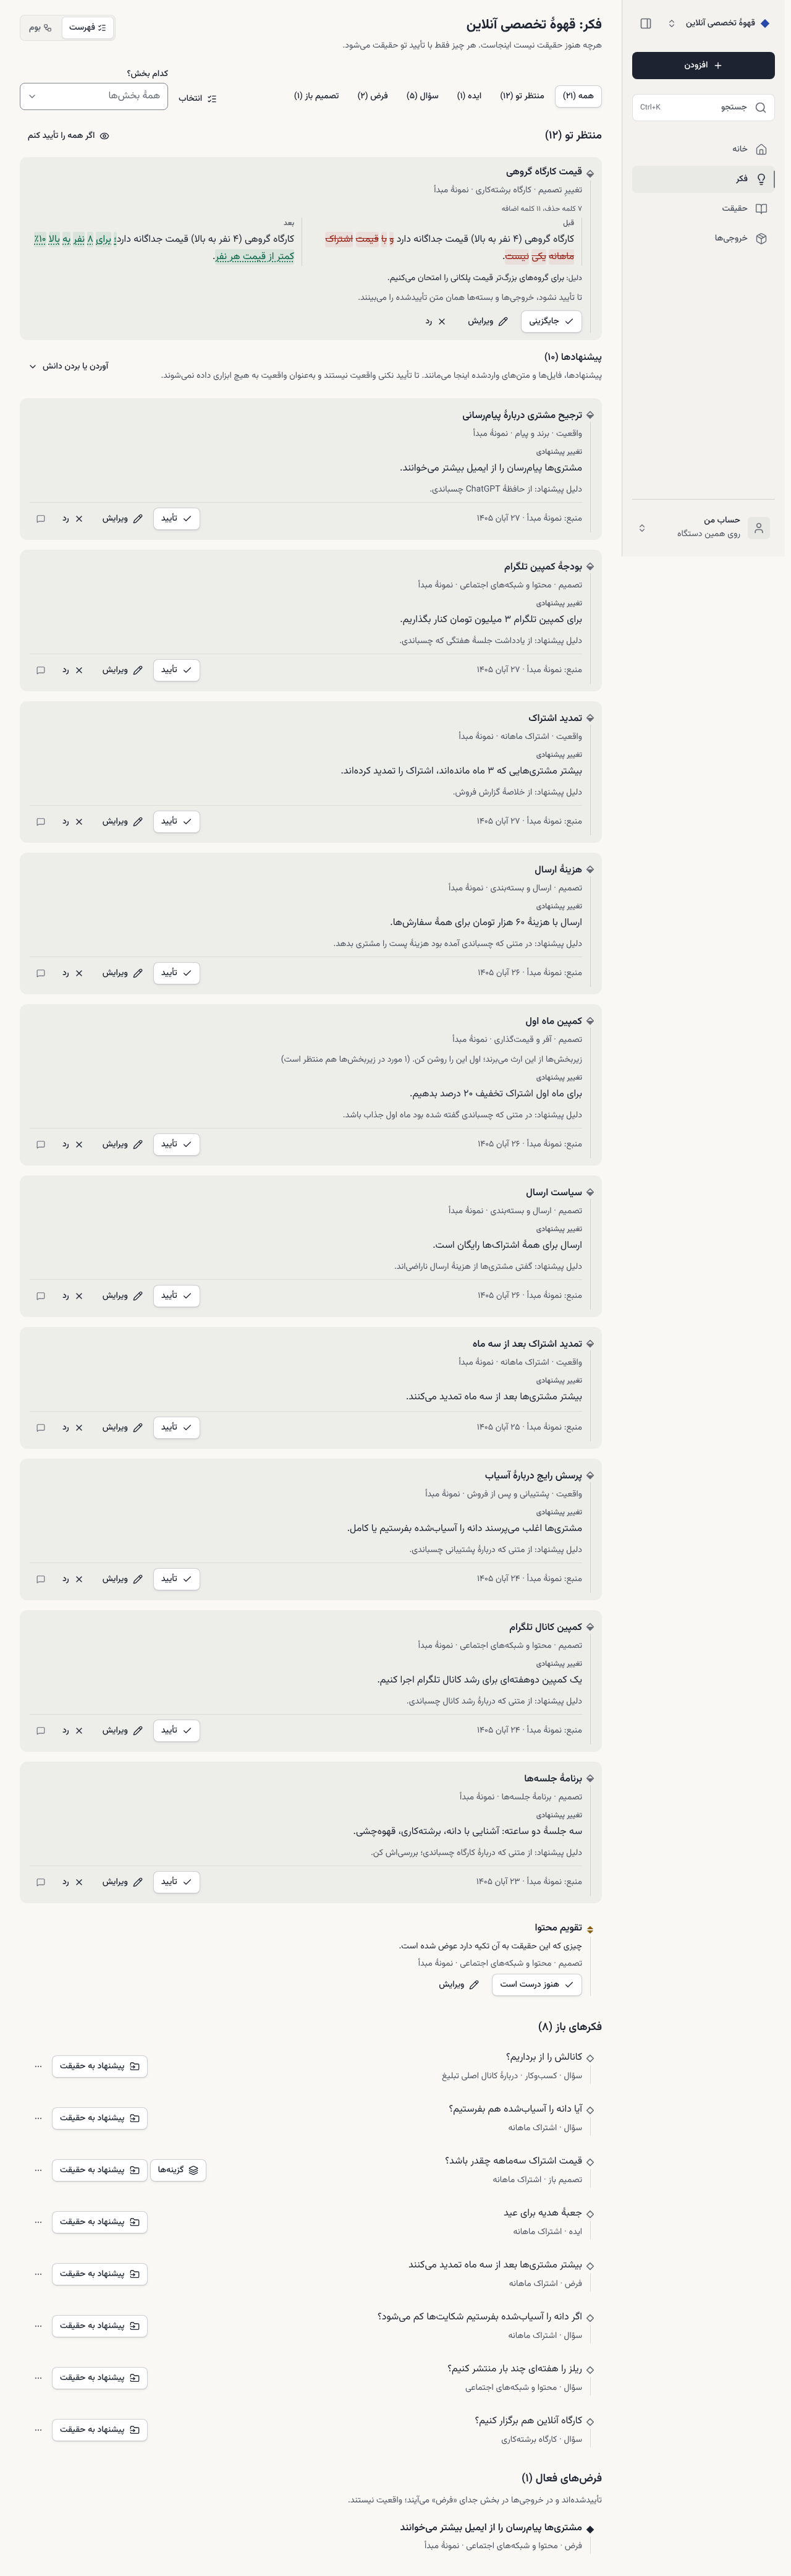 قهوهٔ تخصصی آنلاین
افزودن
جستجو
Ctrl+K
خانه
فکر
حقیقت
خروجی‌ها
حساب من
روی همین دستگاه
فکر: قهوهٔ تخصصی آنلاین
هرچه هنوز حقیقت نیست اینجاست. هر چیز فقط با تأیید تو حقیقت می‌شود.
فهرست
بوم
همه (۲۱)
منتظر تو (۱۲)
ایده (۱)
سؤال (۵)
فرض (۲)
تصمیم باز (۱)
انتخاب
کدام بخش؟
همهٔ بخش‌ها
منتظر تو (۱۲)
اگر همه را تأیید کنم
قیمت کارگاه گروهی
تغییر تصمیم · کارگاه برشته‌کاری · نمونهٔ مبدأ
۷ کلمه حذف، ۱۱ کلمه اضافه
قبل
کارگاه گروهی (۴ نفر به بالا) قیمت جداگانه دارد و با قیمت اشتراک
ماهانه یکی نیست.
بعد
کارگاه گروهی (۴ نفر به بالا) قیمت جداگانه دارد؛ برای ۸ نفر به بالا ۱۰٪
کمتر از قیمت هر نفر.
دلیل: برای گروه‌های بزرگ‌تر قیمت پلکانی را امتحان می‌کنیم.
تا تأیید نشود، خروجی‌ها و بسته‌ها همان متن تأییدشده را می‌بینند.
جایگزینی
ویرایش
رد
پیشنهادها (۱۰)
پیشنهادها، فایل‌ها و متن‌های واردشده اینجا می‌مانند. تا تأیید نکنی واقعیت نیستند و به‌عنوان واقعیت به هیچ ابزاری داده نمی‌شوند.
آوردن یا بردن دانش
ترجیح مشتری دربارهٔ پیام‌رسانی
واقعیت · برند و پیام · نمونهٔ مبدأ
تغییر پیشنهادی
مشتری‌ها پیام‌رسان را از ایمیل بیشتر می‌خوانند.
دلیل پیشنهاد: از حافظهٔ ChatGPT چسباندی.
منبع: نمونهٔ مبدأ · ۲۷ آبان ۱۴۰۵
تأیید
ویرایش
رد
بودجهٔ کمپین تلگرام
تصمیم · محتوا و شبکه‌های اجتماعی · نمونهٔ مبدأ
تغییر پیشنهادی
برای کمپین تلگرام ۳ میلیون تومان کنار بگذاریم.
دلیل پیشنهاد: از یادداشت جلسهٔ هفتگی که چسباندی.
منبع: نمونهٔ مبدأ · ۲۷ آبان ۱۴۰۵
تأیید
ویرایش
رد
تمدید اشتراک
واقعیت · اشتراک ماهانه · نمونهٔ مبدأ
تغییر پیشنهادی
بیشتر مشتری‌هایی که ۳ ماه مانده‌اند، اشتراک را تمدید کرده‌اند.
دلیل پیشنهاد: از خلاصهٔ گزارش فروش.
منبع: نمونهٔ مبدأ · ۲۷ آبان ۱۴۰۵
تأیید
ویرایش
رد
هزینهٔ ارسال
تصمیم · ارسال و بسته‌بندی · نمونهٔ مبدأ
تغییر پیشنهادی
ارسال با هزینهٔ ۶۰ هزار تومان برای همهٔ سفارش‌ها.
دلیل پیشنهاد: در متنی که چسباندی آمده بود هزینهٔ پست را مشتری بدهد.
منبع: نمونهٔ مبدأ · ۲۶ آبان ۱۴۰۵
تأیید
ویرایش
رد
کمپین ماه اول
تصمیم · آفر و قیمت‌گذاری · نمونهٔ مبدأ
زیربخش‌ها از این ارث می‌برند؛ اول این را روشن کن. (۱ مورد در زیربخش‌ها هم منتظر است)
تغییر پیشنهادی
برای ماه اول اشتراک تخفیف ۲۰ درصد بدهیم.
دلیل پیشنهاد: در متنی که چسباندی گفته شده بود ماه اول جذاب باشد.
منبع: نمونهٔ مبدأ · ۲۶ آبان ۱۴۰۵
تأیید
ویرایش
رد
سیاست ارسال
تصمیم · ارسال و بسته‌بندی · نمونهٔ مبدأ
تغییر پیشنهادی
ارسال برای همهٔ اشتراک‌ها رایگان است.
دلیل پیشنهاد: گفتی مشتری‌ها از هزینهٔ ارسال ناراضی‌اند.
منبع: نمونهٔ مبدأ · ۲۶ آبان ۱۴۰۵
تأیید
ویرایش
رد
تمدید اشتراک بعد از سه ماه
واقعیت · اشتراک ماهانه · نمونهٔ مبدأ
تغییر پیشنهادی
بیشتر مشتری‌ها بعد از سه ماه تمدید می‌کنند.
منبع: نمونهٔ مبدأ · ۲۵ آبان ۱۴۰۵
تأیید
ویرایش
رد
پرسش رایج دربارهٔ آسیاب
واقعیت · پشتیبانی و پس از فروش · نمونهٔ مبدأ
تغییر پیشنهادی
مشتری‌ها اغلب می‌پرسند دانه را آسیاب‌شده بفرستیم یا کامل.
دلیل پیشنهاد: از متنی که دربارهٔ پشتیبانی چسباندی.
منبع: نمونهٔ مبدأ · ۲۴ آبان ۱۴۰۵
تأیید
ویرایش
رد
کمپین کانال تلگرام
تصمیم · محتوا و شبکه‌های اجتماعی · نمونهٔ مبدأ
تغییر پیشنهادی
یک کمپین دوهفته‌ای برای رشد کانال تلگرام اجرا کنیم.
دلیل پیشنهاد: از متنی که دربارهٔ رشد کانال چسباندی.
منبع: نمونهٔ مبدأ · ۲۴ آبان ۱۴۰۵
تأیید
ویرایش
رد
برنامهٔ جلسه‌ها
تصمیم · برنامهٔ جلسه‌ها · نمونهٔ مبدأ
تغییر پیشنهادی
سه جلسهٔ دو ساعته: آشنایی با دانه، برشته‌کاری، قهوه‌چشی.
دلیل پیشنهاد: از متنی که دربارهٔ کارگاه چسباندی؛ بررسی‌اش کن.
منبع: نمونهٔ مبدأ · ۲۳ آبان ۱۴۰۵
تأیید
ویرایش
رد
تقویم محتوا
چیزی که این حقیقت به آن تکیه دارد عوض شده است.
تصمیم · محتوا و شبکه‌های اجتماعی · نمونهٔ مبدأ
هنوز درست است
ویرایش
فکرهای باز (۸)
کانالش را از برداریم؟
سؤال · کسب‌وکار · دربارهٔ کانال اصلی تبلیغ
پیشنهاد به حقیقت
آیا دانه را آسیاب‌شده هم بفرستیم؟
سؤال · اشتراک ماهانه
پیشنهاد به حقیقت
قیمت اشتراک سه‌ماهه چقدر باشد؟
تصمیم باز · اشتراک ماهانه
گزینه‌ها
پیشنهاد به حقیقت
جعبهٔ هدیه برای عید
ایده · اشتراک ماهانه
پیشنهاد به حقیقت
بیشتر مشتری‌ها بعد از سه ماه تمدید می‌کنند
فرض · اشتراک ماهانه
پیشنهاد به حقیقت
اگر دانه را آسیاب‌شده بفرستیم شکایت‌ها کم می‌شود؟
سؤال · اشتراک ماهانه
پیشنهاد به حقیقت
ریلز را هفته‌ای چند بار منتشر کنیم؟
سؤال · محتوا و شبکه‌های اجتماعی
پیشنهاد به حقیقت
کارگاه آنلاین هم برگزار کنیم؟
سؤال · کارگاه برشته‌کاری
پیشنهاد به حقیقت
فرض‌های فعال (۱)
تأییدشده‌اند و در خروجی‌ها در بخش جدای «فرض» می‌آیند؛ واقعیت نیستند.
مشتری‌ها پیام‌رسان را از ایمیل بیشتر می‌خوانند
فرض · محتوا و شبکه‌های اجتماعی · نمونهٔ مبدأ